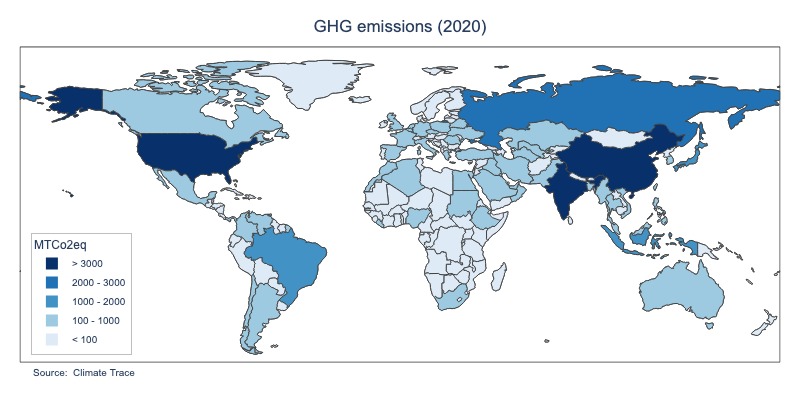 GHG emissions (2020)
MTCo2eq
> 3000
2000 - 3000
1000 - 2000
100 - 1000
< 100
Source: Climate Trace